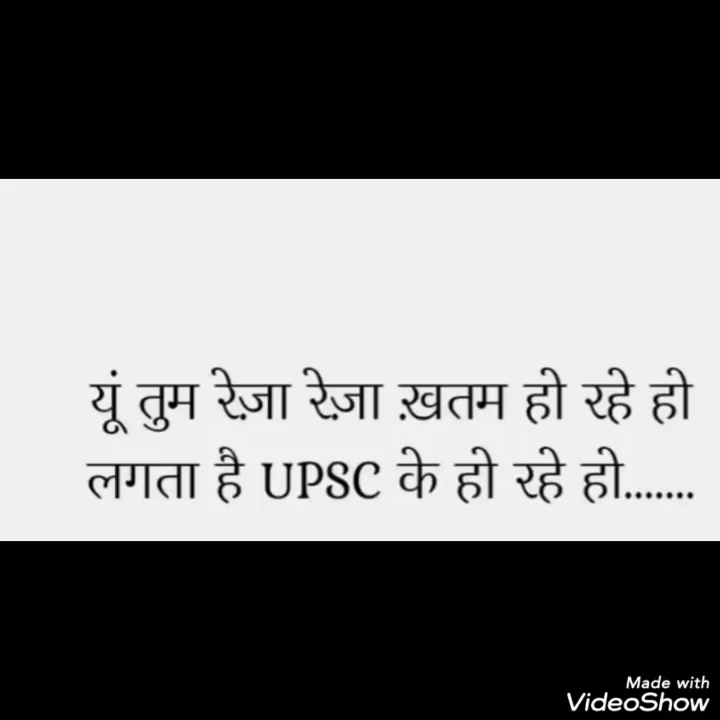 यूं तुम रेज़ा रेज़ा ख़तम हो रहे हो
लगता है UPSC के हो रहे हो.......
Made with
VideoShow